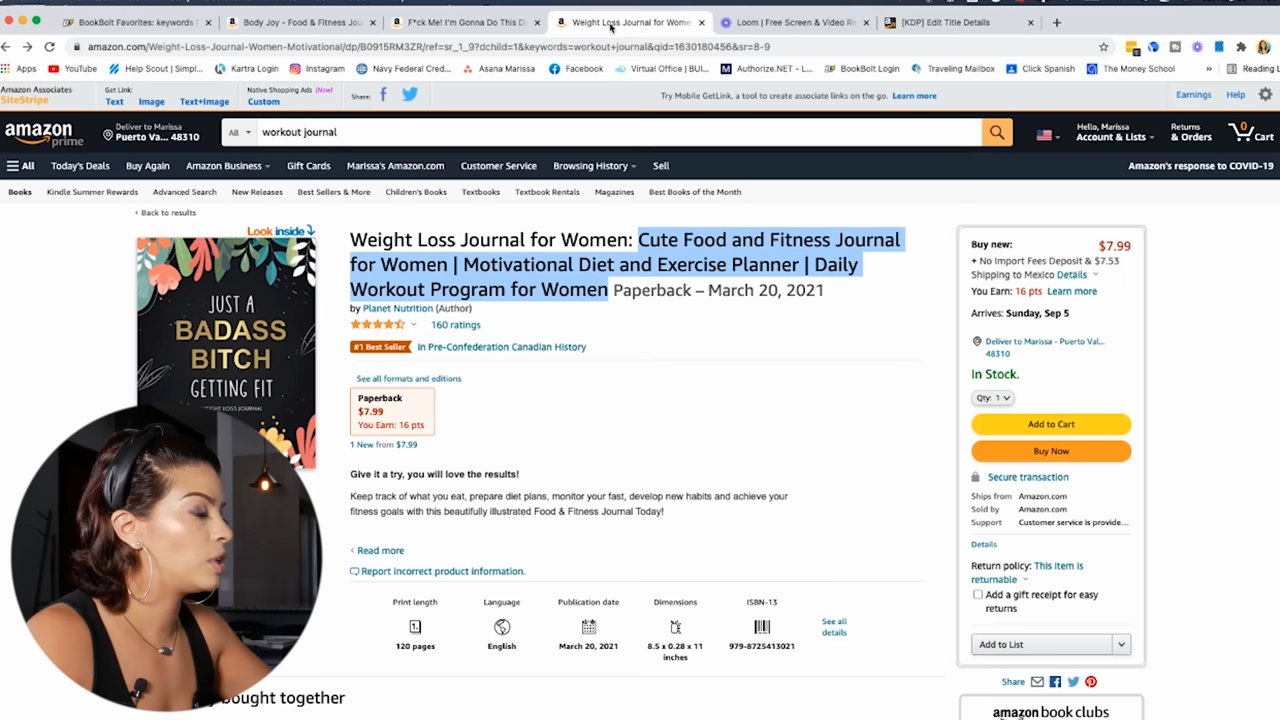 BookBolt Favorites: keywords f
Body Joy - Food & Fitness Jou
F*ck Me! I'm Gonna Do This D
Weight Loss Journal for Wome
Loom | Free Screen & Video Re
[KDP] Edit Title Details
amazon.com/Weight-Loss-Journal-Women-Motivational/dp/B0915RM3ZR/ref=sr_1_9?dchild=1&keywords=workout+journal&qid=1630180456&sr=8-9
Apps
YouTube
Help Scout | Simpl...
Kartra Login
Instagram
Navy Federal Cred...
Asana Marissa
Facebook
Virtual Office | BUI...
Authorize.NET - L...
BookBolt Login
Traveling Mailbox
Click Spanish
The Money School
»
Reading L
Amazon Associates
SiteStripe
Get Link:
Text
Image
Text+Image
Native Shopping Ads (New!)
Custom
Share:
Try Mobile GetLink, a tool to create associate links on the go. Learn more
Earnings
Help
amazon
prime
Deliver to Marissa
Puerto Va... 48310
All
workout journal
Hello, Marissa
Account & Lists
Returns
& Orders
0
Cart
All
Today's Deals
Buy Again
Amazon Business
Gift Cards
Marissa's Amazon.com
Customer Service
Browsing History
Sell
Amazon's response to COVID-19
Books
Kindle Summer Rewards
Advanced Search
New Releases
Best Sellers & More
Children's Books
Textbooks
Textbook Rentals
Magazines
Best Books of the Month
‹ Back to results
Look inside
JUST A
BADASS
BITCH
GETTING FIT
WEIGHT LOSS JOURNAL
Weight Loss Journal for Women: Cute Food and Fitness Journal
for Women | Motivational Diet and Exercise Planner | Daily
Workout Program for Women Paperback – March 20, 2021
by Planet Nutrition (Author)
160 ratings
#1 Best Seller in Pre-Confederation Canadian History
See all formats and editions
Paperback
$7.99
You Earn: 16 pts
1 New from $7.99
Give it a try, you will love the results!
Keep track of what you eat, prepare diet plans, monitor your fast, develop new habits and achieve your
fitness goals with this beautifully illustrated Food & Fitness Journal Today!
‹ Read more
Report incorrect product information.
Print length
120 pages
Language
English
Publication date
March 20, 2021
Dimensions
8.5 x 0.28 x 11
inches
ISBN-13
979-8725413021
See all
details
bought together
Buy new:
$7.99
+ No Import Fees Deposit & $7.53
Shipping to Mexico Details
You Earn: 16 pts Learn more
Arrives: Sunday, Sep 5
Deliver to Marissa - Puerto Val...
48310
In Stock.
Qty: 1
Add to Cart
Buy Now
Secure transaction
Ships from Amazon.com
Sold by Amazon.com
Support Customer service is provide...
Details
Return policy: This item is
returnable
Add a gift receipt for easy
returns
Add to List
Share
amazon book clubs